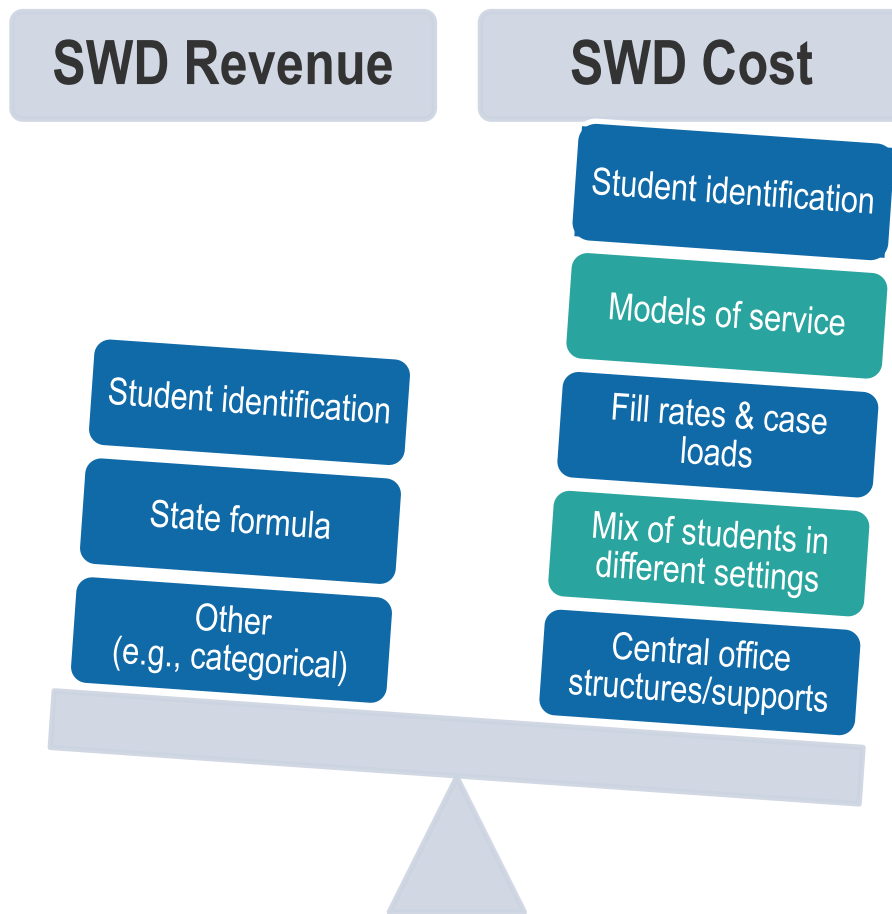 SWD Revenue
Student identification
State formula
Other
(e.g., categorical)
SWD Cost
Student identification
Models of service
Fill rates & case
loads
Mix of students in
different settings
Central office
structures/supports